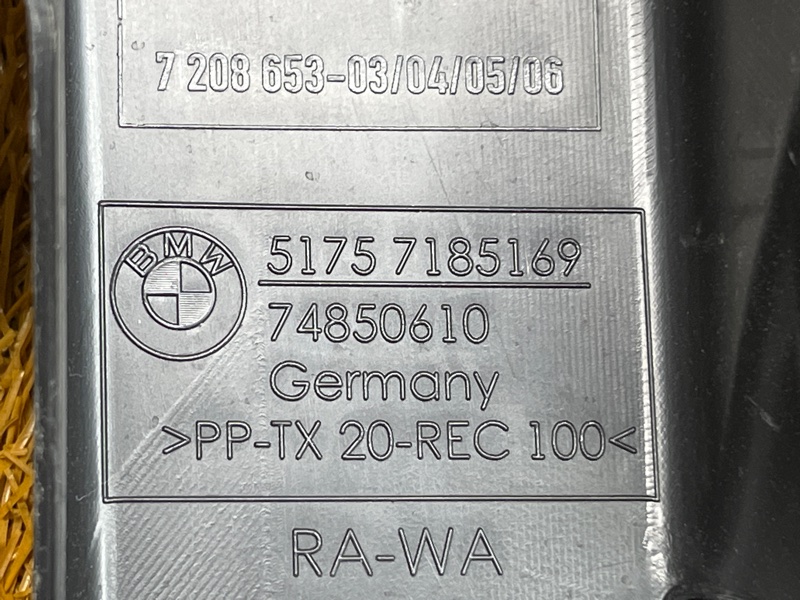 7 208 653-03/04/05/06
BMW
5175 7185169
74850610
Germany
>PP-TX 20-REC 100<
RA-WA